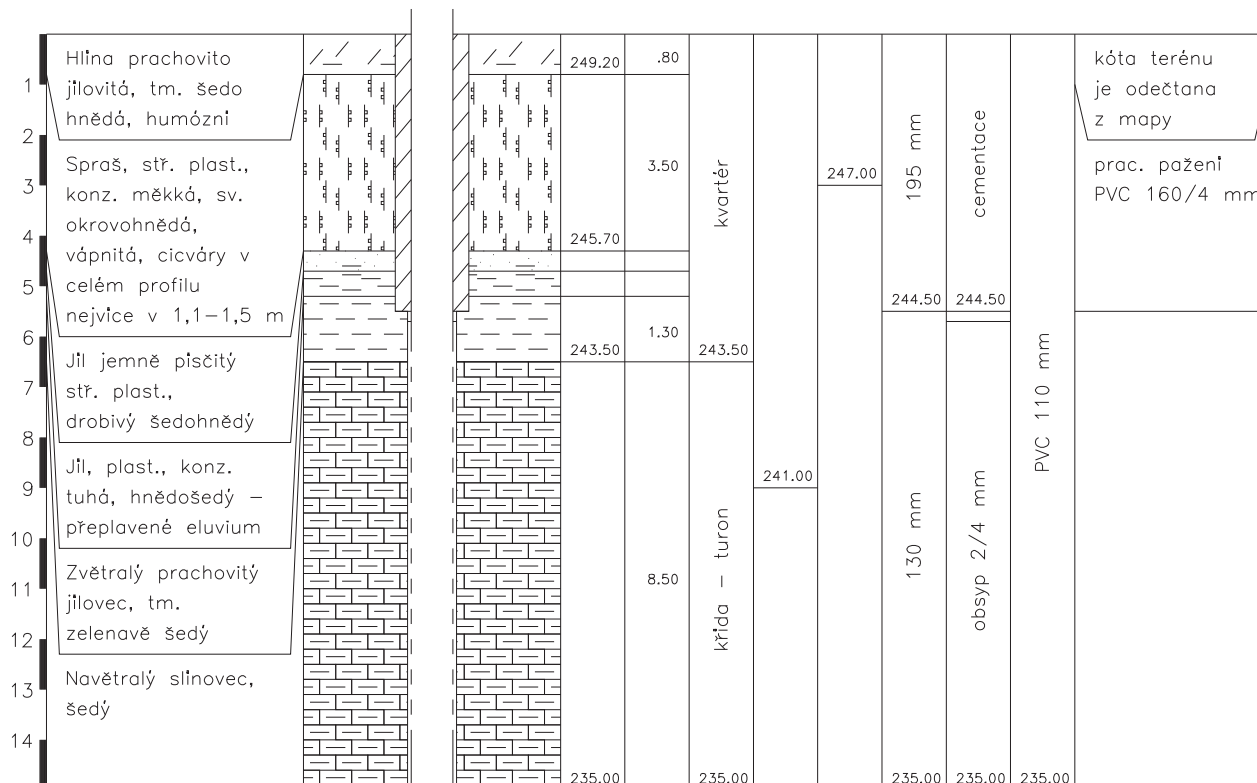 1
2
3
4
5
6
7
8
9
10
11
12
13
14
Hlína prachovito
jílovitá, tm. šedo
hnědá, humózní
Spraš, stř. plast.,
konz. měkká, sv.
okrovohnědá,
vápnitá, cicváry v
celém profilu
nejvíce v 1,1–1,5 m
Jíl jemně písčitý
stř. plast.,
drobivý šedohnědý
Jíl, plast., konz.
tuhá, hnědošedý –
přeplavené eluvium
Zvětralý prachovitý
jílovec, tm.
zelenavě šedý
Navětralý slínovec,
šedý
249.20
245.70
243.50
235.00
.80
3.50
1.30
8.50
kvartér
243.50
křída – turon
235.00
241.00
247.00
195 mm
244.50
130 mm
235.00
cementace
244.50
obsyp 2/4 mm
235.00
PVC 110 mm
235.00
kóta terénu
je odečtana
z mapy
prac. pažení
PVC 160/4 mm